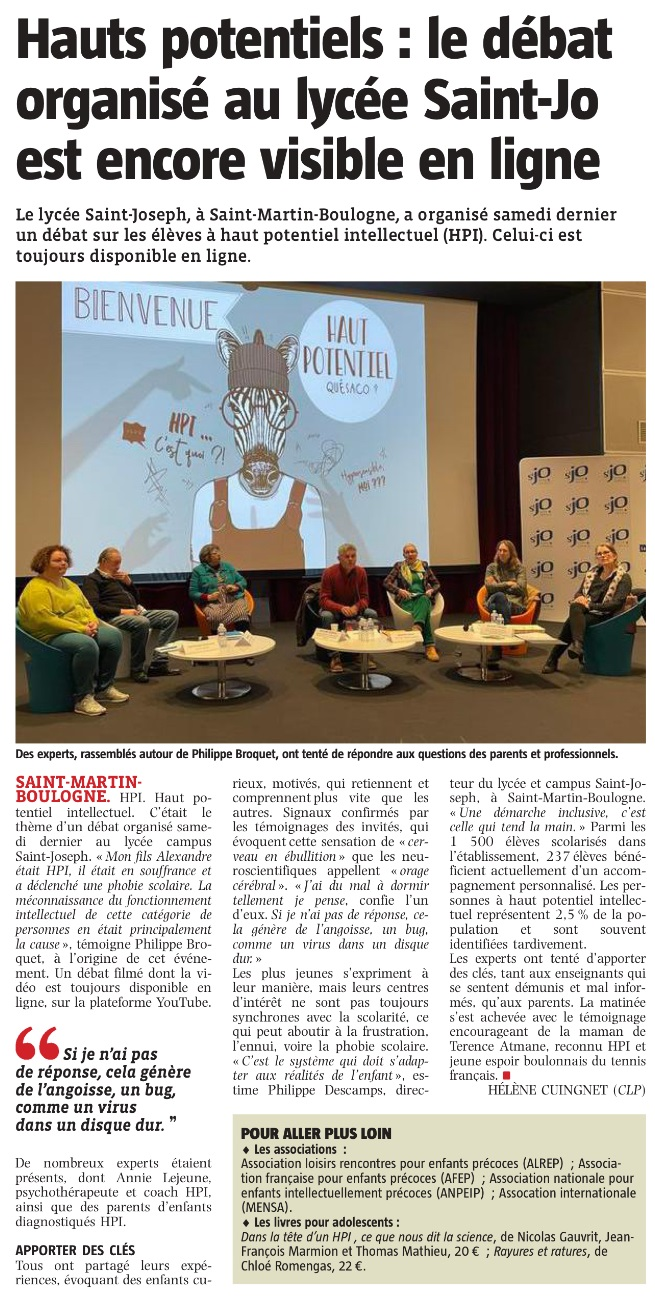 Hauts potentiels : le débat
organisé au lycée Saint-Jo
est encore visible en ligne
Le lycée Saint-Joseph, à Saint-Martin-Boulogne, a organisé samedi dernier
un débat sur les élèves à haut potentiel intellectuel (HPI). Celui-ci est
toujours disponible en ligne.
BIENVENUE
HAUT
POTENTIEL
QUÉSACO ?
HPI ...
C'est quoi ?!
Hypersensible,
MOI ???
sjo sjo sjo
sjo sjo sjo
sjo sjo sjo
sjo sjo
Des experts, rassemblés autour de Philippe Broquet, ont tenté de répondre aux questions des parents et professionnels.
SAINT-MARTIN-
BOULOGNE. HPI. Haut po-
tentiel intellectuel. C'était le
thème d'un débat organisé same-
di dernier au lycée campus
Saint-Joseph. « Mon fils Alexandre
était HPI, il était en souffrance et
a déclenché une phobie scolaire. La
méconnaissance du fonctionnement
intellectuel de cette catégorie de
personnes en était principalement
la cause », témoigne Philippe Bro-
quet, à l'origine de cet événe-
ment. Un débat filmé dont la vi-
déo est toujours disponible en
ligne, sur la plateforme YouTube.
“ Si je n'ai pas
de réponse, cela génère
de l'angoisse, un bug,
comme un virus
dans un disque dur. ”
De nombreux experts étaient
présents, dont Annie Lejeune,
psychothérapeute et coach HPI,
ainsi que des parents d'enfants
diagnostiqués HPI.
APPORTER DES CLÉS
Tous ont partagé leurs expé-
riences, évoquant des enfants cu-
rieux, motivés, qui retiennent et
comprennent plus vite que les
autres. Signaux confirmés par
les témoignages des invités, qui
évoquent cette sensation de « cer-
veau en ébullition » que les neu-
roscientifiques appellent « orage
cérébral ». « J'ai du mal à dormir
tellement je pense, confie l'un
d'eux. Si je n'ai pas de réponse, ce-
la génère de l'angoisse, un bug,
comme un virus dans un disque
dur. »
Les plus jeunes s'expriment à
leur manière, mais leurs centres
d'intérêt ne sont pas toujours
synchrones avec la scolarité, ce
qui peut aboutir à la frustration,
l'ennui, voire la phobie scolaire.
« C'est le système qui doit s'adap-
ter aux réalités de l'enfant », es-
time Philippe Descamps, direc-
teur du lycée et campus Saint-Jo-
seph, à Saint-Martin-Boulogne.
« Une démarche inclusive, c'est
celle qui tend la main. » Parmi les
1 500 élèves scolarisés dans
l'établissement, 237 élèves béné-
ficient actuellement d'un accom-
pagnement personnalisé. Les per-
sonnes à haut potentiel intellec-
tuel représentent 2,5 % de la po-
pulation et sont souvent
identifiées tardivement.
Les experts ont tenté d'apporter
des clés, tant aux enseignants qui
se sentent démunis et mal infor-
més, qu'aux parents. La matinée
s'est achevée avec le témoignage
encourageant de la maman de
Terence Atmane, reconnu HPI et
jeune espoir boulonnais du tennis
français. ■
HÉLÈNE CUINGNET (CLP)
POUR ALLER PLUS LOIN
♦ Les associations :
Association loisirs rencontres pour enfants précoces (ALREP) ; Associa-
tion française pour enfants précoces (AFEP) ; Association nationale pour
enfants intellectuellement précoces (ANPEIP) ; Assocation internationale
(MENSA).
♦ Les livres pour adolescents :
Dans la tête d'un HPI , ce que nous dit la science, de Nicolas Gauvrit, Jean-
François Marmion et Thomas Mathieu, 20 € ; Rayures et ratures, de
Chloé Romengas, 22 €.